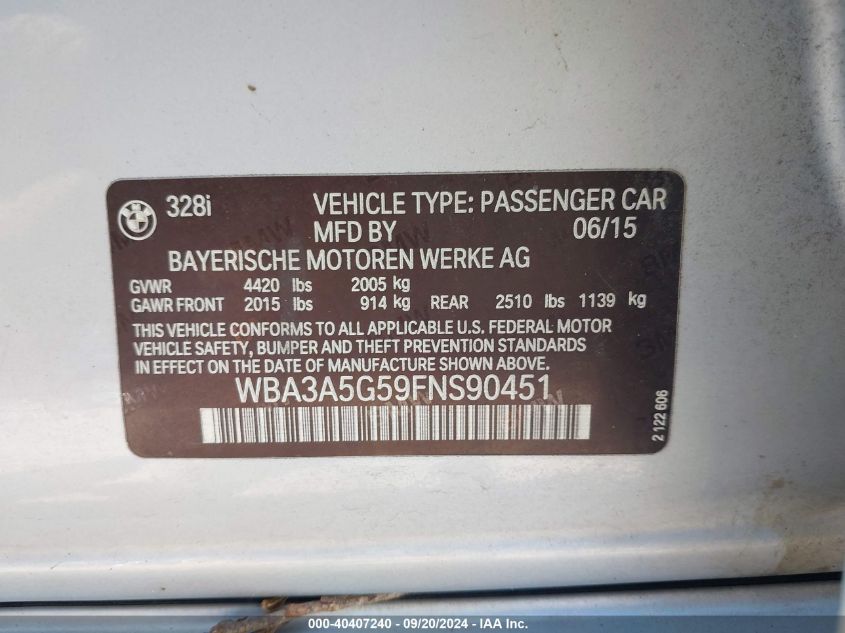 328i VEHICLE TYPE: PASSENGER CAR
MFD BY 06/15
BAYERISCHE MOTOREN WERKE AG
GVWR 4420 lbs 2005 kg
GAWR FRONT 2015 lbs 914 kg REAR 2510 lbs 1139 kg
THIS VEHICLE CONFORMS TO ALL APPLICABLE U.S. FEDERAL MOTOR
VEHICLE SAFETY, BUMPER AND THEFT PREVENTION STANDARDS
IN EFFECT ON THE DATE OF MANUFACTURE SHOWN ABOVE.
WBA3A5G59FNS90451
2 122 606
000-40407240 - 09/20/2024 - IAA Inc.